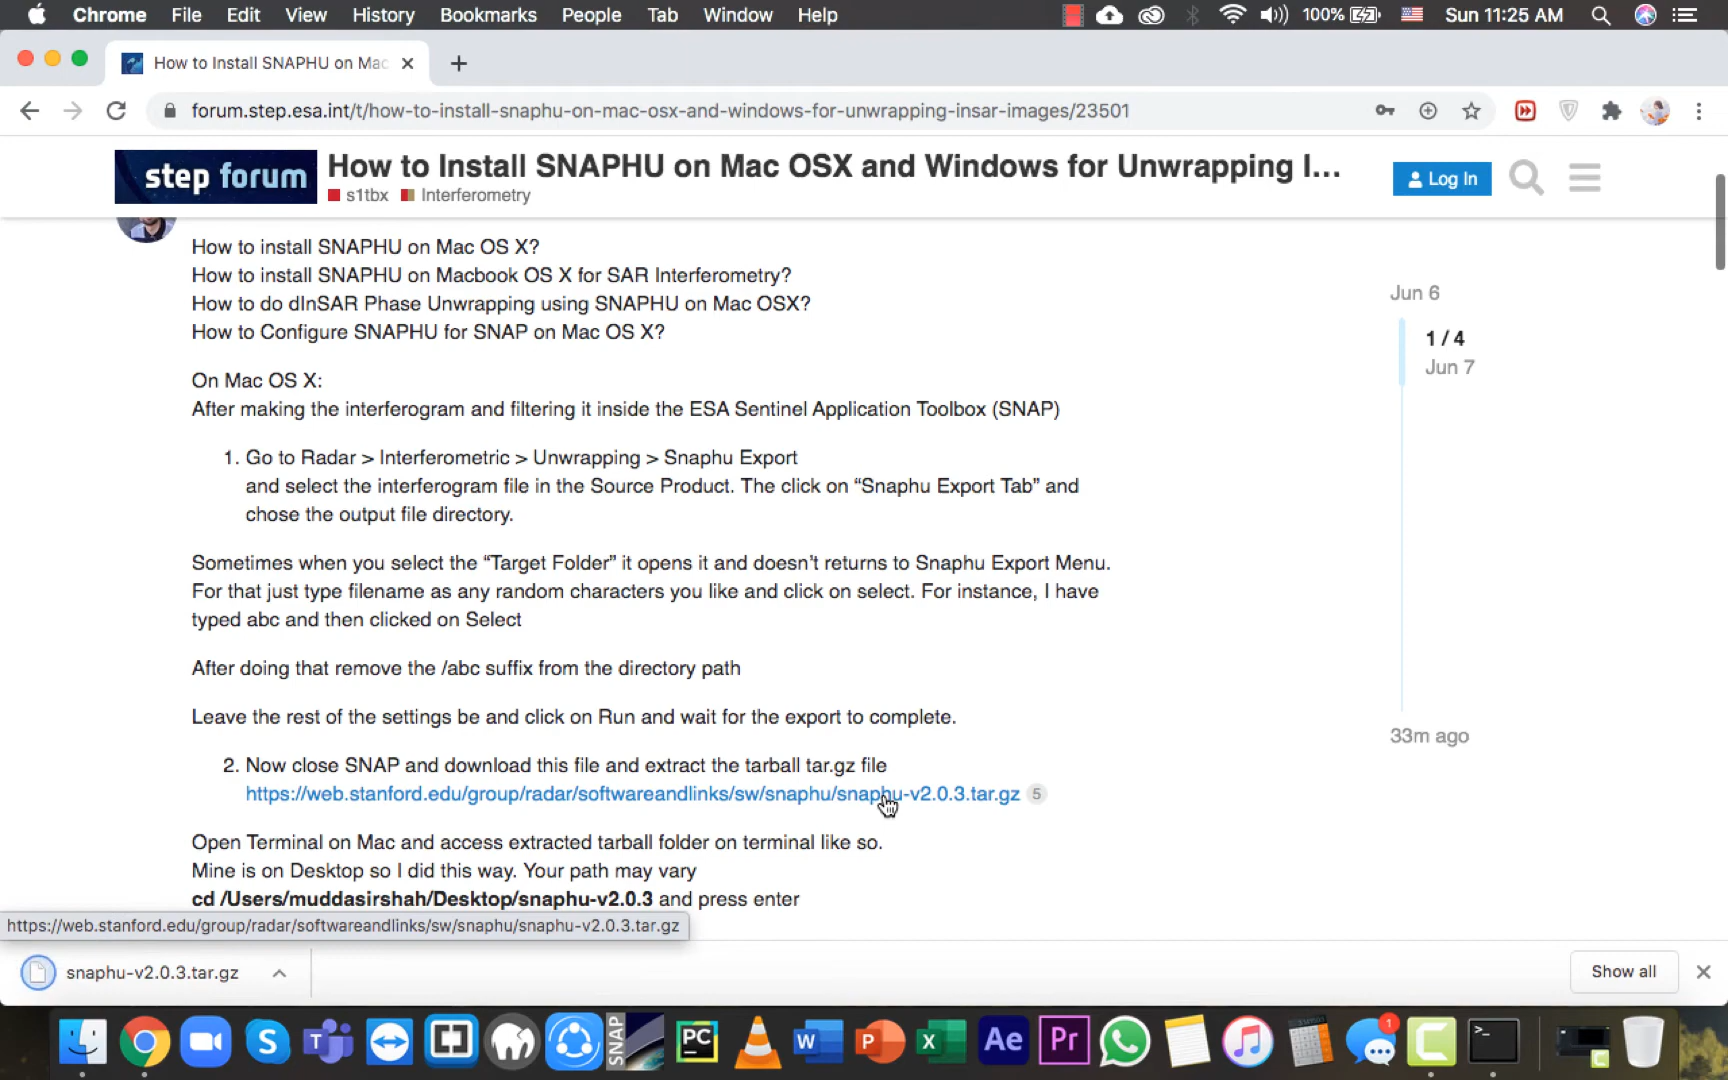 Chrome File Edit View History Bookmarks People Tab Window Help 100% Sun 11:25 AM
How to Install SNAPHU on Mac
forum.step.esa.int/t/how-to-install-snaphu-on-mac-osx-and-windows-for-unwrapping-insar-images/23501
step forum
How to Install SNAPHU on Mac OSX and Windows for Unwrapping I...
s1tbx Interferometry
Log In
How to install SNAPHU on Mac OS X?
How to install SNAPHU on Macbook OS X for SAR Interferometry?
How to do dInSAR Phase Unwrapping using SNAPHU on Mac OSX?
How to Configure SNAPHU for SNAP on Mac OS X?
Jun 6
1 / 4
Jun 7
33m ago
On Mac OS X:
After making the interferogram and filtering it inside the ESA Sentinel Application Toolbox (SNAP)
1. Go to Radar > Interferometric > Unwrapping > Snaphu Export
and select the interferogram file in the Source Product. The click on “Snaphu Export Tab” and
chose the output file directory.
Sometimes when you select the “Target Folder” it opens it and doesn’t returns to Snaphu Export Menu.
For that just type filename as any random characters you like and click on select. For instance, I have
typed abc and then clicked on Select
After doing that remove the /abc suffix from the directory path
Leave the rest of the settings be and click on Run and wait for the export to complete.
2. Now close SNAP and download this file and extract the tarball tar.gz file
https://web.stanford.edu/group/radar/softwareandlinks/sw/snaphu/snaphu-v2.0.3.tar.gz 5
Open Terminal on Mac and access extracted tarball folder on terminal like so.
Mine is on Desktop so I did this way. Your path may vary
cd /Users/muddasirshah/Desktop/snaphu-v2.0.3 and press enter
https://web.stanford.edu/group/radar/softwareandlinks/sw/snaphu/snaphu-v2.0.3.tar.gz
snaphu-v2.0.3.tar.gz
Show all
SNAP
PC
W
P
X
Ae
Pr
1
>_